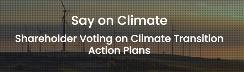 Say on Climate
Shareholder Voting on Climate Transition
Action Plans